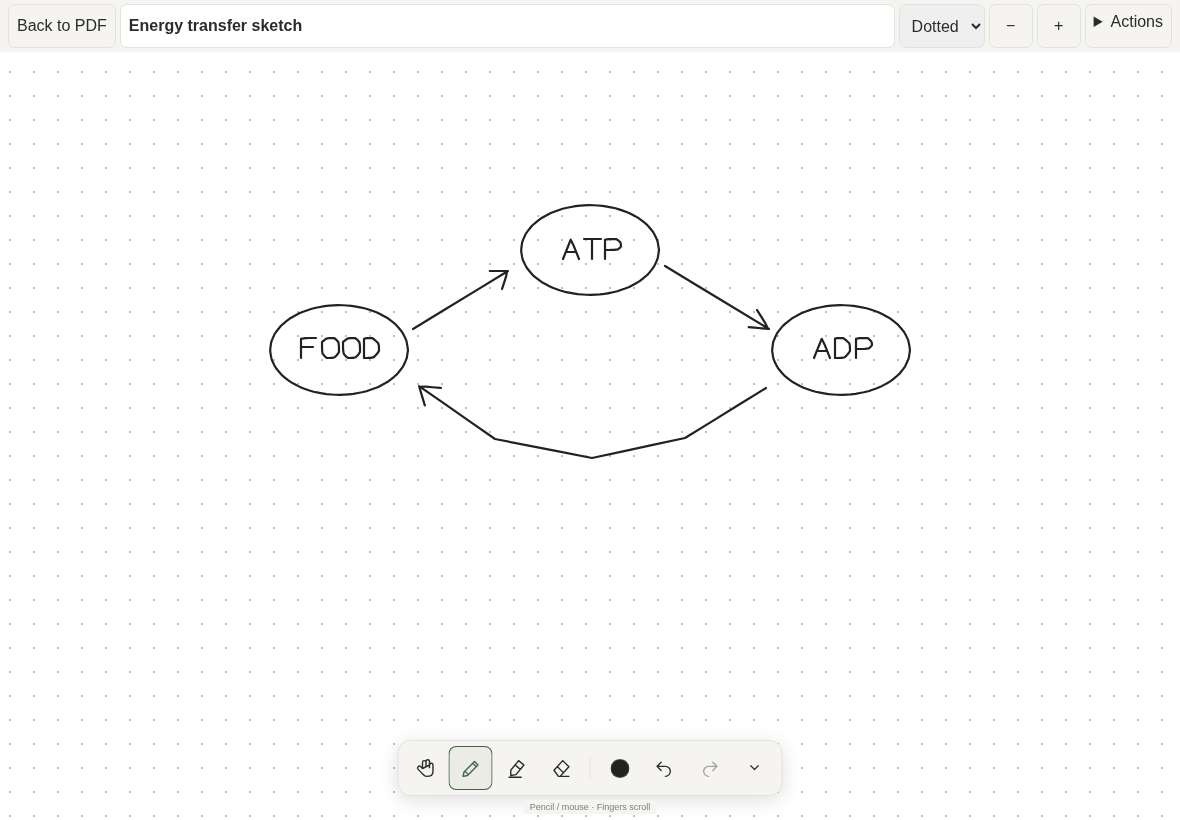 Back to PDF
Energy transfer sketch
Dotted
−
+
Actions
ATP
FOOD
ADP
Pencil / mouse · Fingers scroll